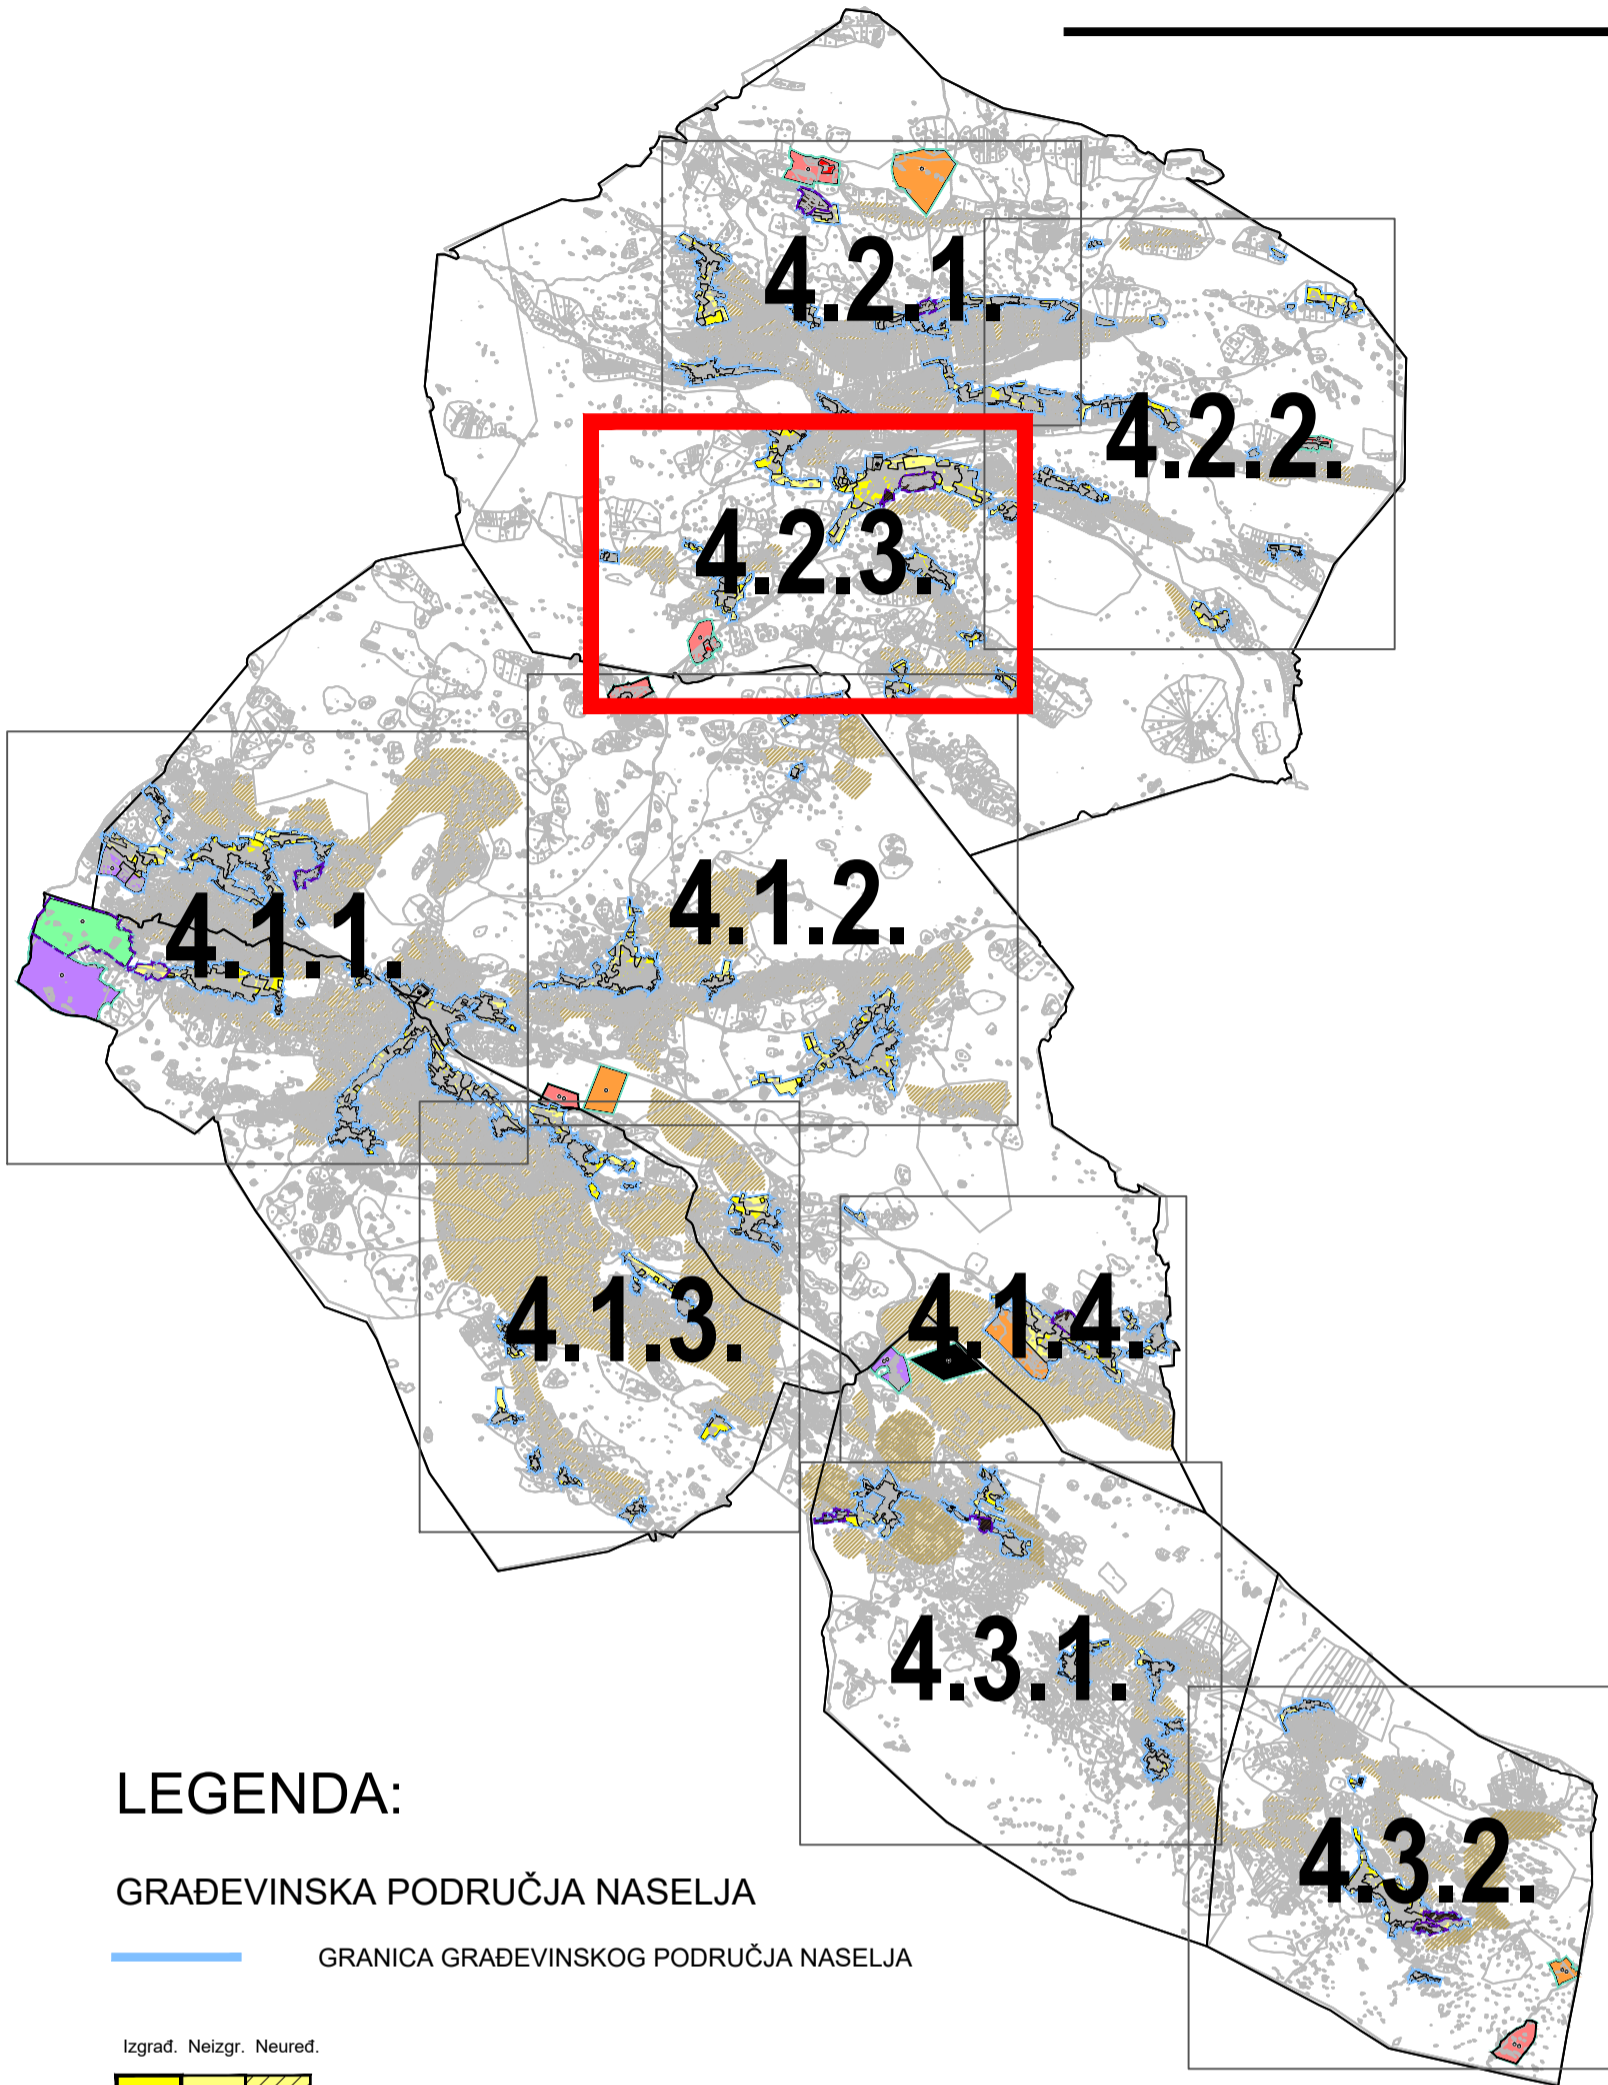 4.2.1.
4.2.2.
4.2.3.
4.1.1.
4.1.2.
4.1.3.
4.1.4.
4.3.1.
4.3.2.
LEGENDA:
GRAĐEVINSKA PODRUČJA NASELJA
GRANICA GRAĐEVINSKOG PODRUČJA NASELJA
Izgrađ. Neizgr. Neuređ.